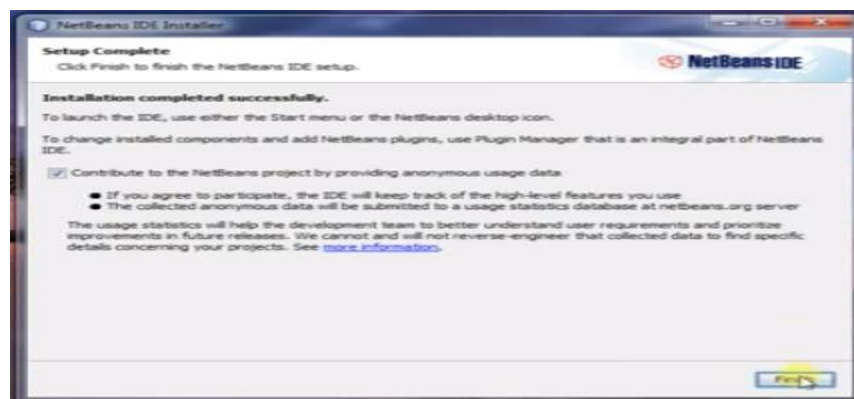 NetBeans IDE Installer
Setup Complete
Click Finish to finish the NetBeans IDE setup.
NetBeans IDE
Installation completed successfully.
To launch the IDE, use either the Start menu or the NetBeans desktop icon.
To change installed components and add NetBeans plugins, use Plugin Manager that is an integral part of NetBeans
IDE.
Contribute to the NetBeans project by providing anonymous usage data
If you agree to participate, the IDE will keep track of the high-level features you use
The collected anonymous data will be submitted to a usage statistics database at netbeans.org server
The usage statistics will help the development team to better understand user requirements and prioritize
improvements in future releases. We cannot and will not reverse-engineer that collected data to find specific
details concerning your projects. See more information.
Finish